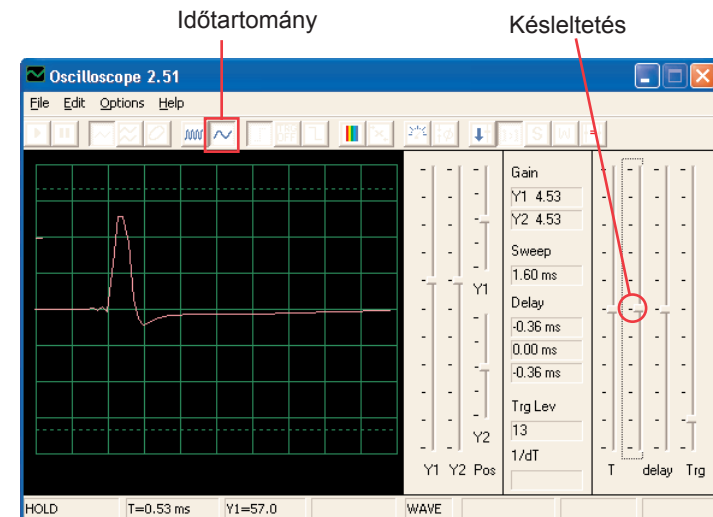 Időtartomány
Késleltetés
Oscilloscope 2.51
File Edit Options Help
Gain
Y1 4.53
Y2 4.53
Sweep
1.60 ms
Y1
Delay
-0.36 ms
0.00 ms
-0.36 ms
Trg Lev
13
Y2
1/dT
Y1 Y2 Pos
T delay Trg
HOLD T=0.53 ms Y1=57.0 WAVE